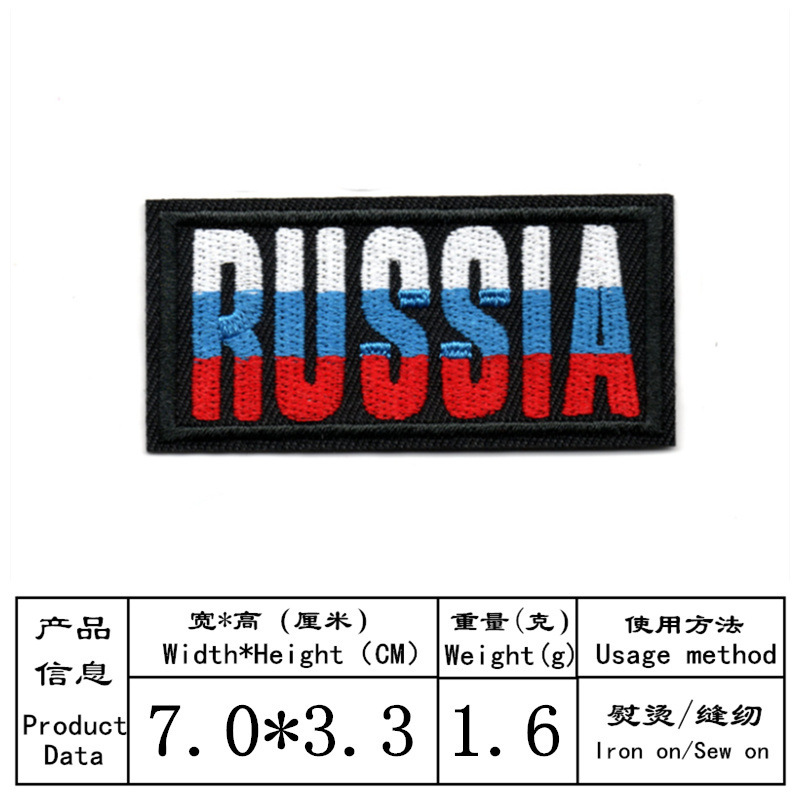 RUSSIA
产品
信息
Product
Data
宽*高 (厘米)
Width*Height (CM)
重量(克)
Weight(g)
使用方法
Usage method
7.0*3.3
1.6
熨烫/缝纫
Iron on/Sew on